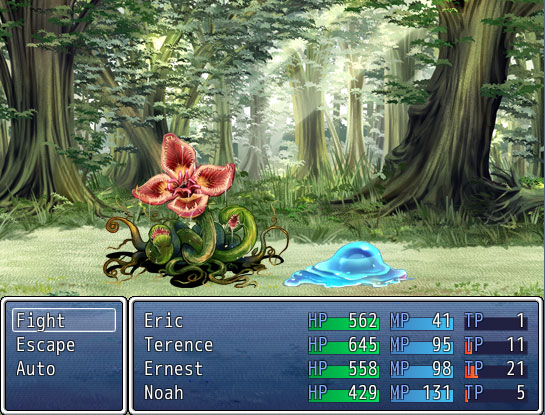 Fight
Escape
Auto
Eric HP 562 MP 41 TP 1
Terence HP 645 MP 95 TP 11
Ernest HP 558 MP 98 TP 21
Noah HP 429 MP 131 TP 5